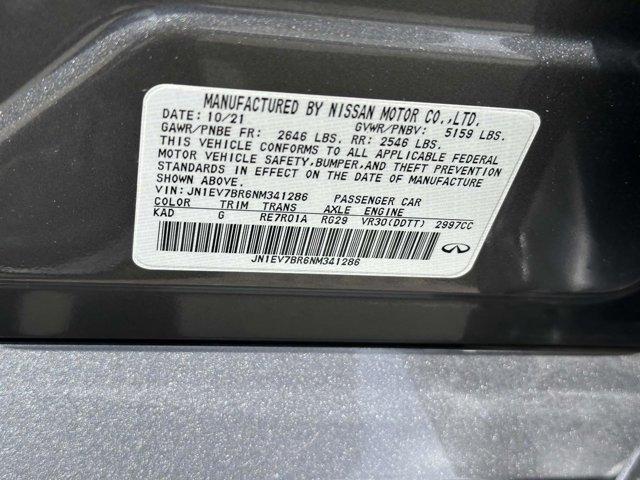 MANUFACTURED BY NISSAN MOTOR CO.,LTD.
DATE: 10/21 GVWR/PNBV: 5159 LBS.
GAWR/PNBE FR: 2646 LBS. RR: 2546 LBS.
THIS VEHICLE CONFORMS TO ALL APPLICABLE FEDERAL
MOTOR VEHICLE SAFETY, BUMPER, AND THEFT PREVENTION
STANDARDS IN EFFECT ON THE DATE OF MANUFACTURE
SHOWN ABOVE.
VIN: JN1EV7BR6NM341286 PASSENGER CAR
COLOR TRIM TRANS AXLE ENGINE
KAD G RE7R01A RG29 VR30(DDTT) 2997CC
JN1EV7BR6NM341286